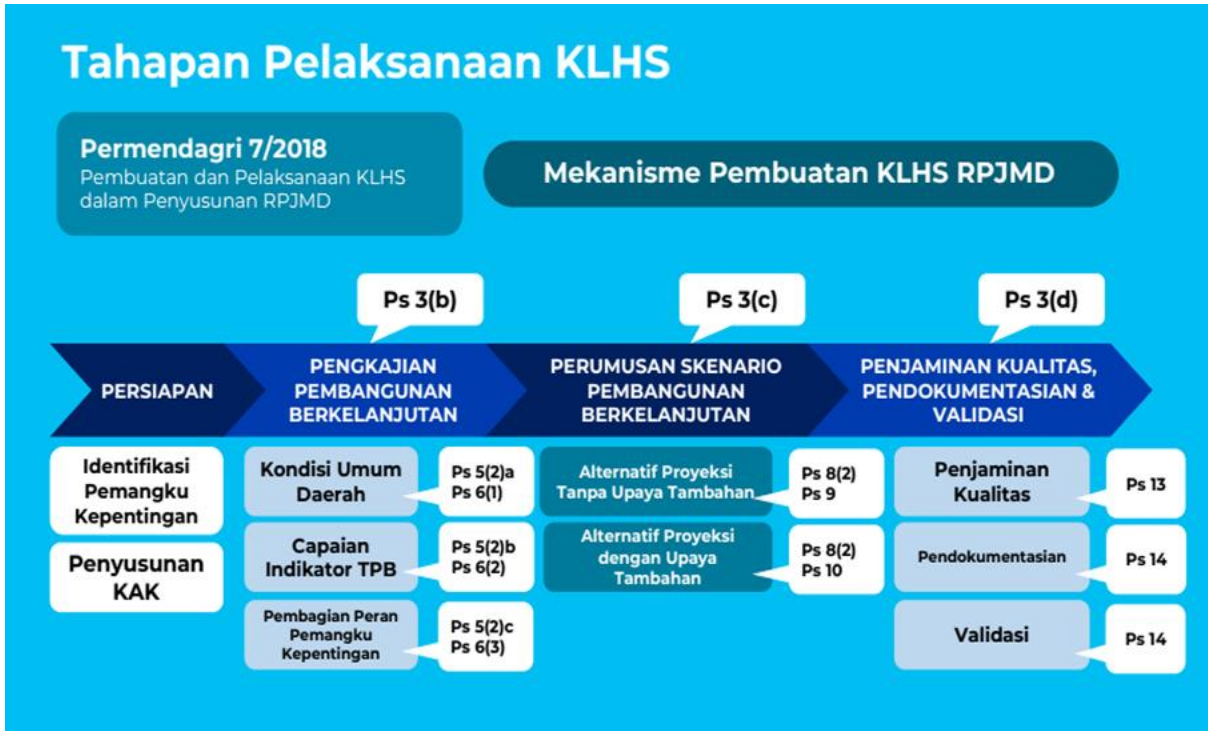 Tahapan Pelaksanaan KLHS
Permendagri 7/2018
Pembuatan dan Pelaksanaan KLHS
dalam Penyusunan RPJMD
Mekanisme Pembuatan KLHS RPJMD
Ps 3(b)
Ps 3(c)
Ps 3(d)
PERSIAPAN
PENGKAJIAN
PEMBANGUNAN
BERKELANJUTAN
PERUMUSAN SKENARIO
PEMBANGUNAN
BERKELANJUTAN
PENJAMINAN KUALITAS,
PENDOKUMENTASIAN &
VALIDASI
Identifikasi
Pemangku
Kepentingan
Penyusunan
KAK
Kondisi Umum
Daerah
Ps 5(2)a
Ps 6(1)
Capaian
Indikator TPB
Ps 5(2)b
Ps 6(2)
Pembagian Peran
Pemangku
Kepentingan
Ps 5(2)c
Ps 6(3)
Alternatif Proyeksi
Tanpa Upaya Tambahan
Ps 8(2)
Ps 9
Alternatif Proyeksi
dengan Upaya
Tambahan
Ps 8(2)
Ps 10
Penjaminan
Kualitas
Ps 13
Pendokumentasian
Ps 14
Validasi
Ps 14